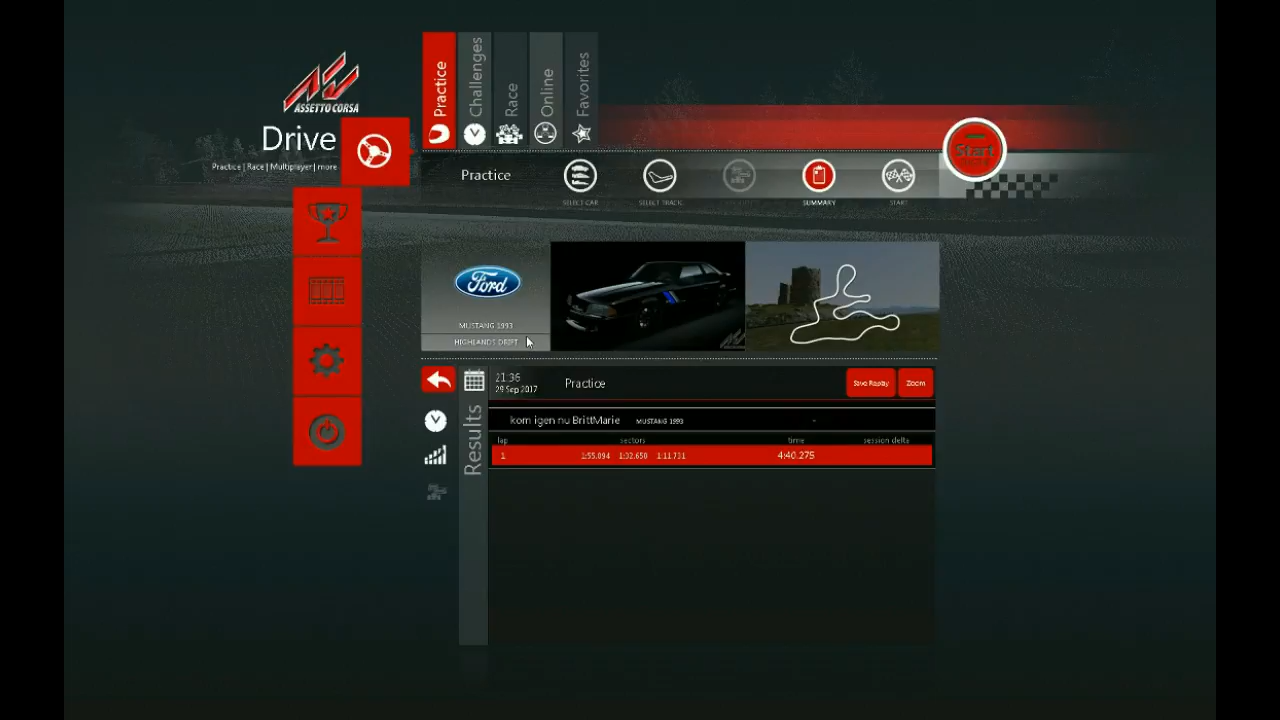 Practice
Challenges
Race
Online
Favorites
ASSETTO CORSA
Drive
Practice | Race | Multiplayer | more
Start
Practice
SELECT CAR
SELECT TRACK
SUMMARY
START
Ford
MUSTANG 1993
HIGHLANDS DRIFT
21:36
29 Sep 2017
Practice
Save Replay
Zoom
Results
kom igen nu BrittMarie MUSTANG 1993 -
lap sectors time session delta
1 1:55.894 1:32.650 1:11.731 4:40.275